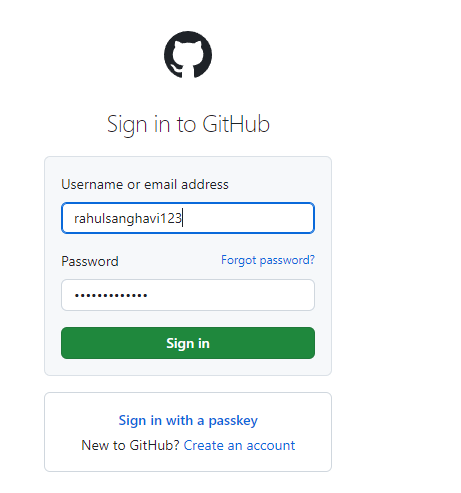 Sign in to GitHub
Username or email address
rahulsanghavi123
Password Forgot password?
•••••••••••••
Sign in
Sign in with a passkey
New to GitHub? Create an account